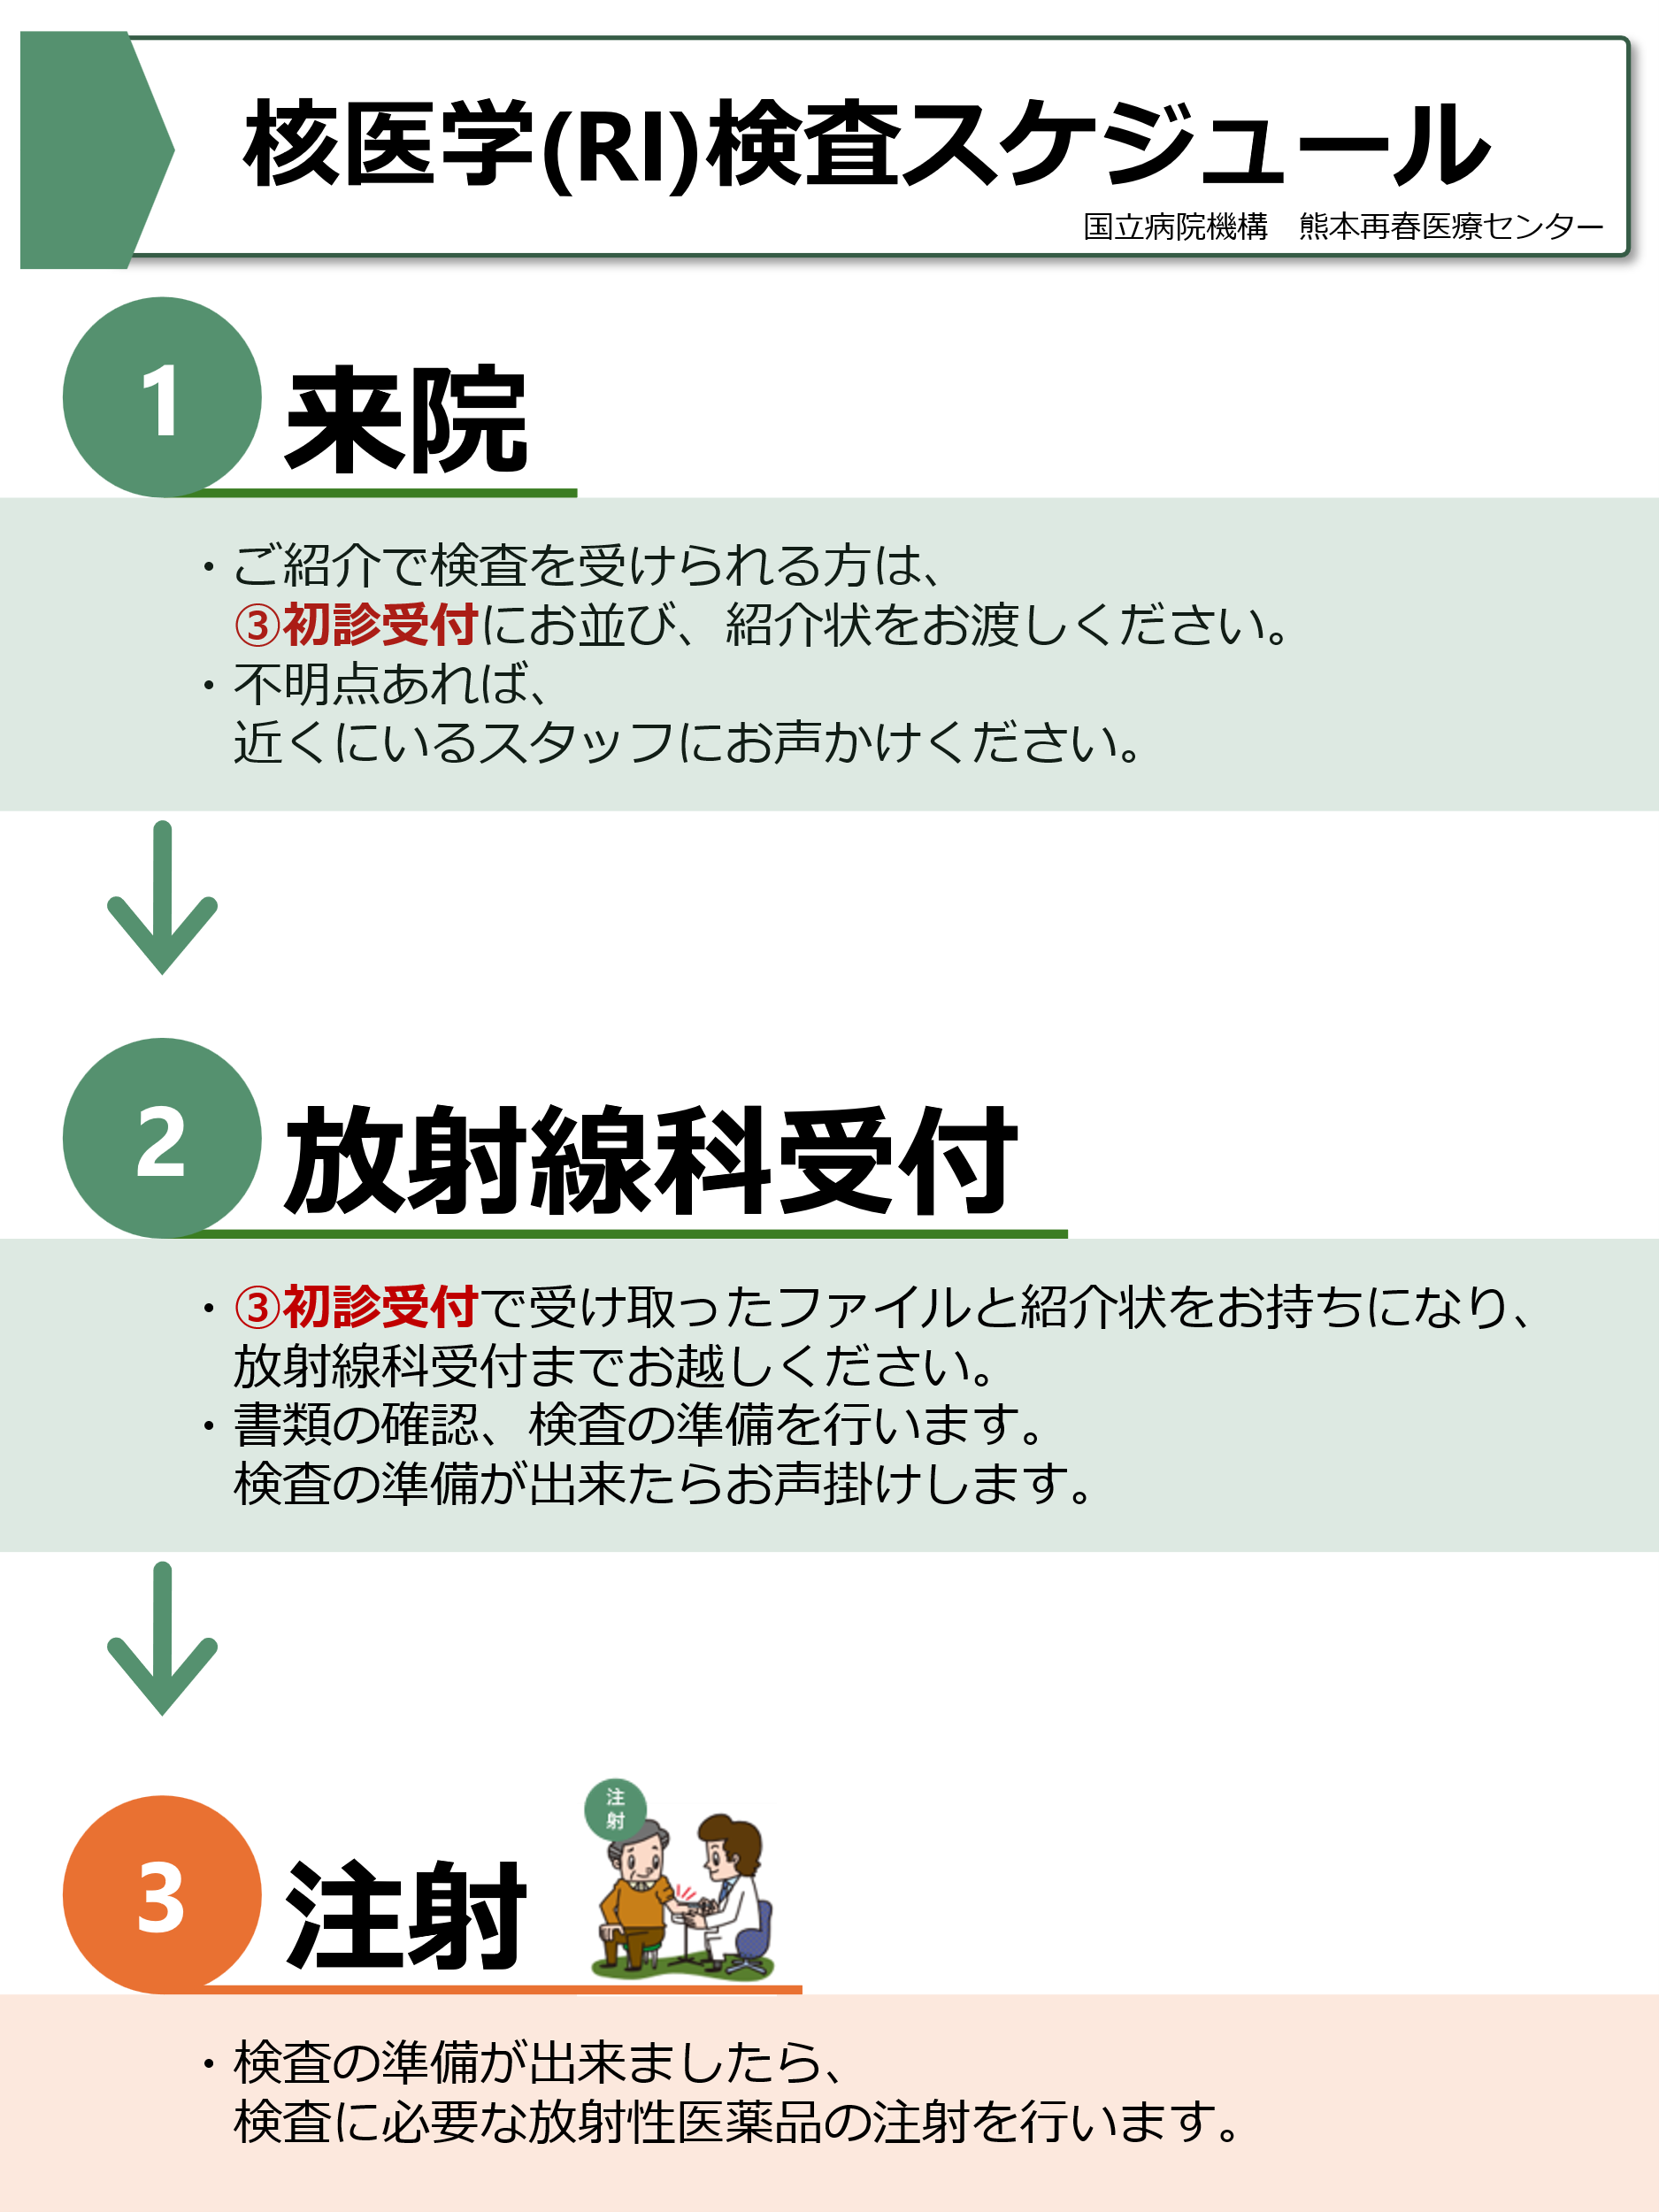 核医学(RI)検査スケジュール
国立病院機構　熊本再春医療センター
1 来院
・ご紹介で検査を受けられる方は、
③初診受付にお並び、紹介状をお渡しください。
・不明点あれば、
近くにいるスタッフにお声かけください。
2 放射線科受付
・③初診受付で受け取ったファイルと紹介状をお持ちになり、
放射線科受付までお越しください。
・書類の確認、検査の準備を行います。
検査の準備が出来たらお声掛けします。
注
射
3 注射
・検査の準備が出来ましたら、
検査に必要な放射性医薬品の注射を行います。